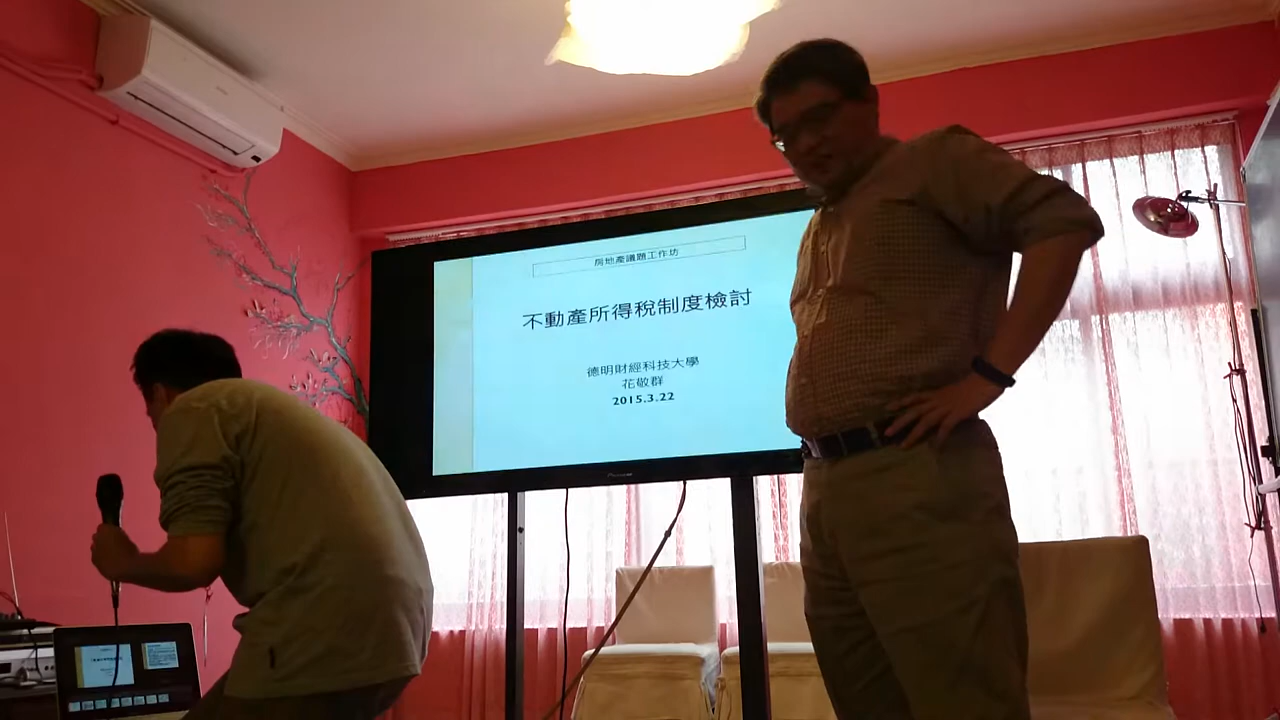 房地產議題工作坊
不動產所得稅制度檢討
德明財經科技大學
花敬群
2015.3.22
Pioneer